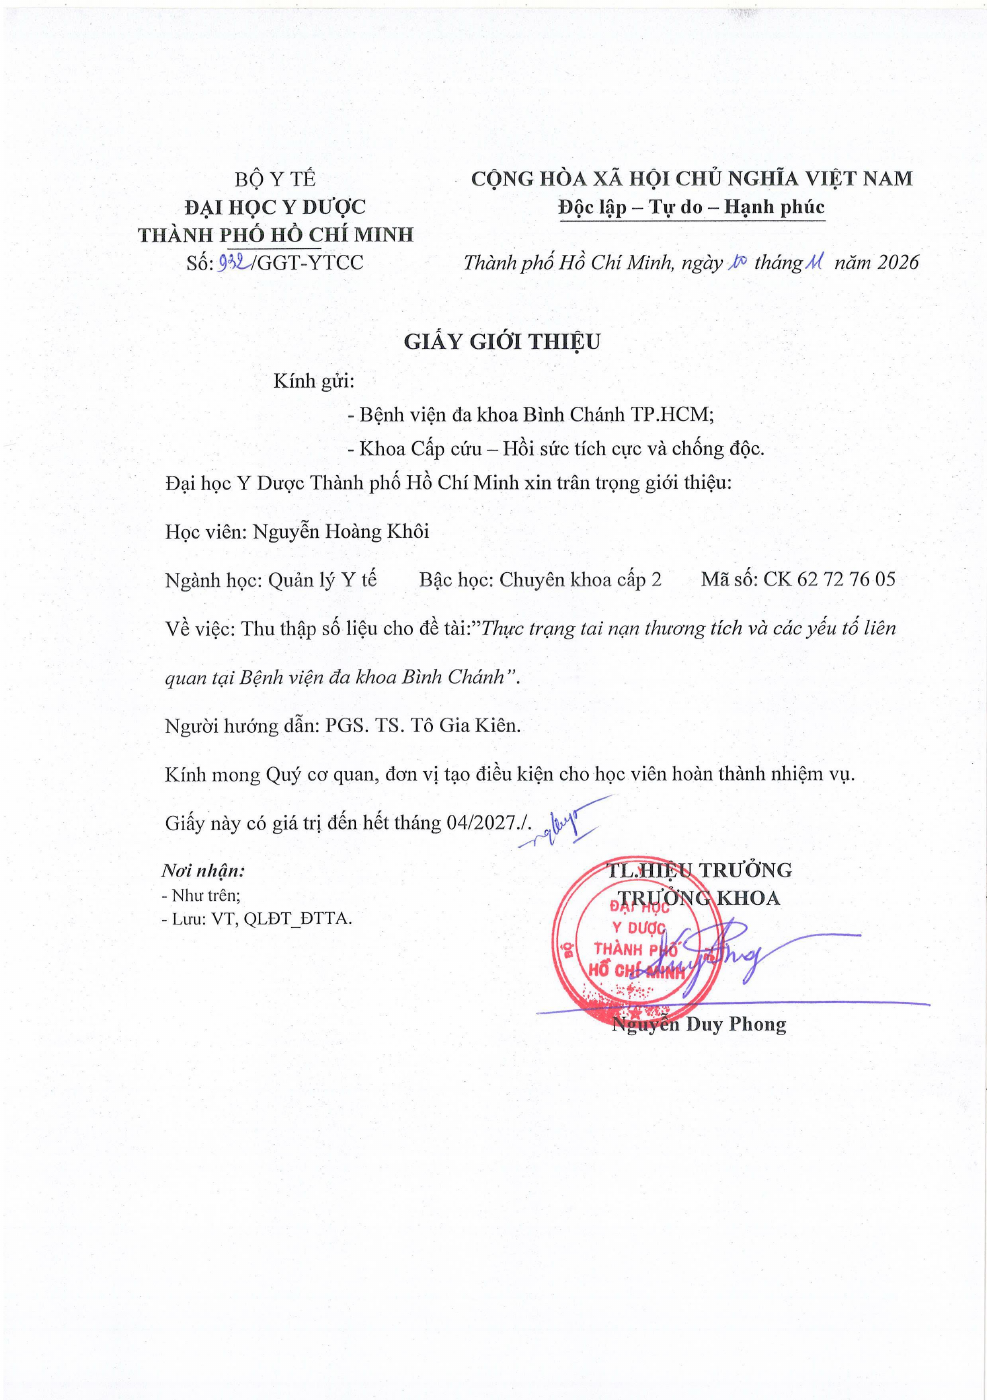 BỘ Y TẾ
ĐẠI HỌC Y DƯỢC
THÀNH PHỐ HỒ CHÍ MINH
Số: 932/GGT-YTCC
CỘNG HÒA XÃ HỘI CHỦ NGHĨA VIỆT NAM
Độc lập – Tự do – Hạnh phúc
Thành phố Hồ Chí Minh, ngày 10 tháng 11 năm 2026
GIẤY GIỚI THIỆU
Kính gửi:
- Bệnh viện đa khoa Bình Chánh TP.HCM;
- Khoa Cấp cứu – Hồi sức tích cực và chống độc.
Đại học Y Dược Thành phố Hồ Chí Minh xin trân trọng giới thiệu:
Học viên: Nguyễn Hoàng Khôi
Ngành học: Quản lý Y tế Bậc học: Chuyên khoa cấp 2 Mã số: CK 62 72 76 05
Về việc: Thu thập số liệu cho đề tài:”Thực trạng tai nạn thương tích và các yếu tố liên
quan tại Bệnh viện đa khoa Bình Chánh”.
Người hướng dẫn: PGS. TS. Tô Gia Kiên.
Kính mong Quý cơ quan, đơn vị tạo điều kiện cho học viên hoàn thành nhiệm vụ.
Giấy này có giá trị đến hết tháng 04/2027./.
Nơi nhận:
- Như trên;
- Lưu: VT, QLĐT_ĐTTA.
TL.HIỆU TRƯỞNG
TRƯỞNG KHOA
ĐẠI HỌC
Y DƯỢC
THÀNH PHỐ
HỒ CHÍ MINH
BỘ
Nguyễn Duy Phong